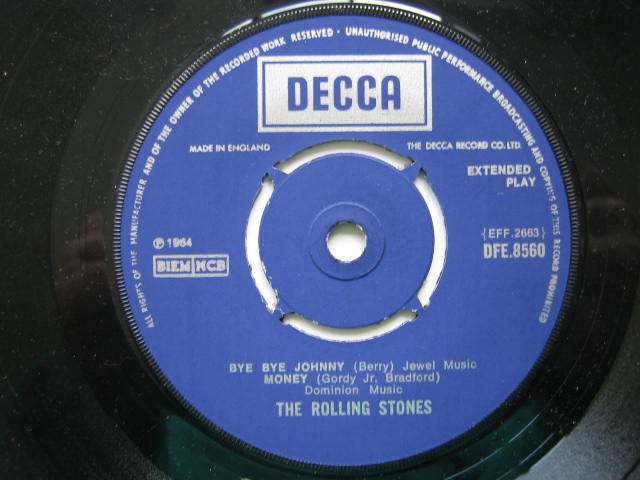 ALL RIGHTS OF THE MANUFACTURER AND OF THE OWNER OF THE RECORDED WORK RESERVED · UNAUTHORISED PUBLIC PERFORMANCE BROADCASTING AND COPYING OF THIS RECORD PROHIBITED
DECCA
MADE IN ENGLAND
THE DECCA RECORD CO. LTD.
EXTENDED
PLAY
{EFF.2663}
DFE.8560
℗ 1964
BIEM NCB
BYE BYE JOHNNY (Berry) Jewel Music
MONEY (Gordy Jr. Bradford)
Dominion Music
THE ROLLING STONES